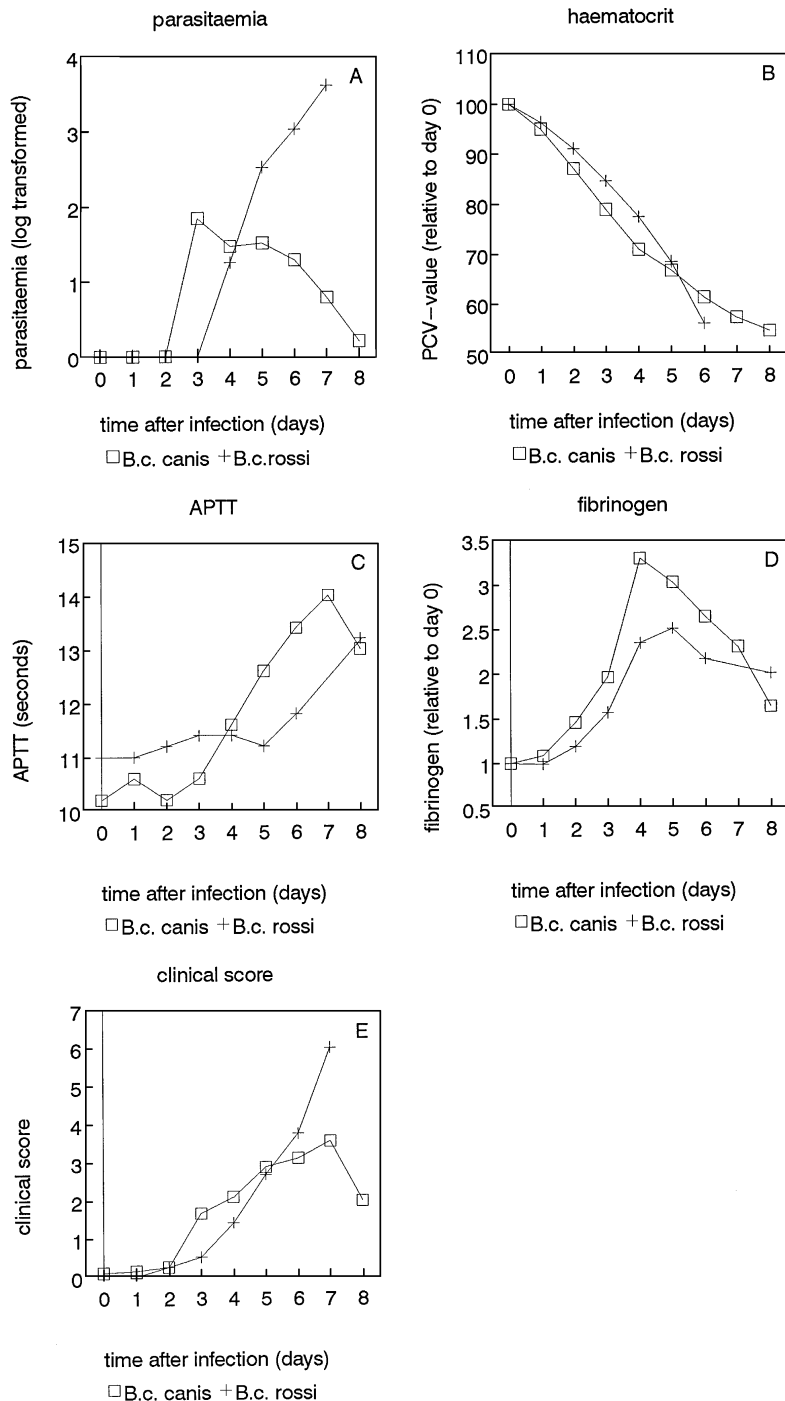 parasitaemia
A
parasitaemia (log transformed)
4
3
2
1
0
0 1 2 3 4 5 6 7 8
time after infection (days)
B.c. canis + B.c.rossi
haematocrit
B
PCV-value (relative to day 0)
110
100
90
80
70
60
50
0 1 2 3 4 5 6 7 8
time after infection (days)
B.c. canis + B.c. rossi
APTT
C
APTT (seconds)
15
14
13
12
11
10
0 1 2 3 4 5 6 7 8
time after infection (days)
B.c. canis + B.c. rossi
fibrinogen
D
fibrinogen (relative to day 0)
3.5
3
2.5
2
1.5
1
0.5
0 1 2 3 4 5 6 7 8
time after infection (days)
B.c. canis + B.c. rossi
clinical score
E
clinical score
7
6
5
4
3
2
1
0
0 1 2 3 4 5 6 7 8
time after infection (days)
B.c. canis + B.c. rossi